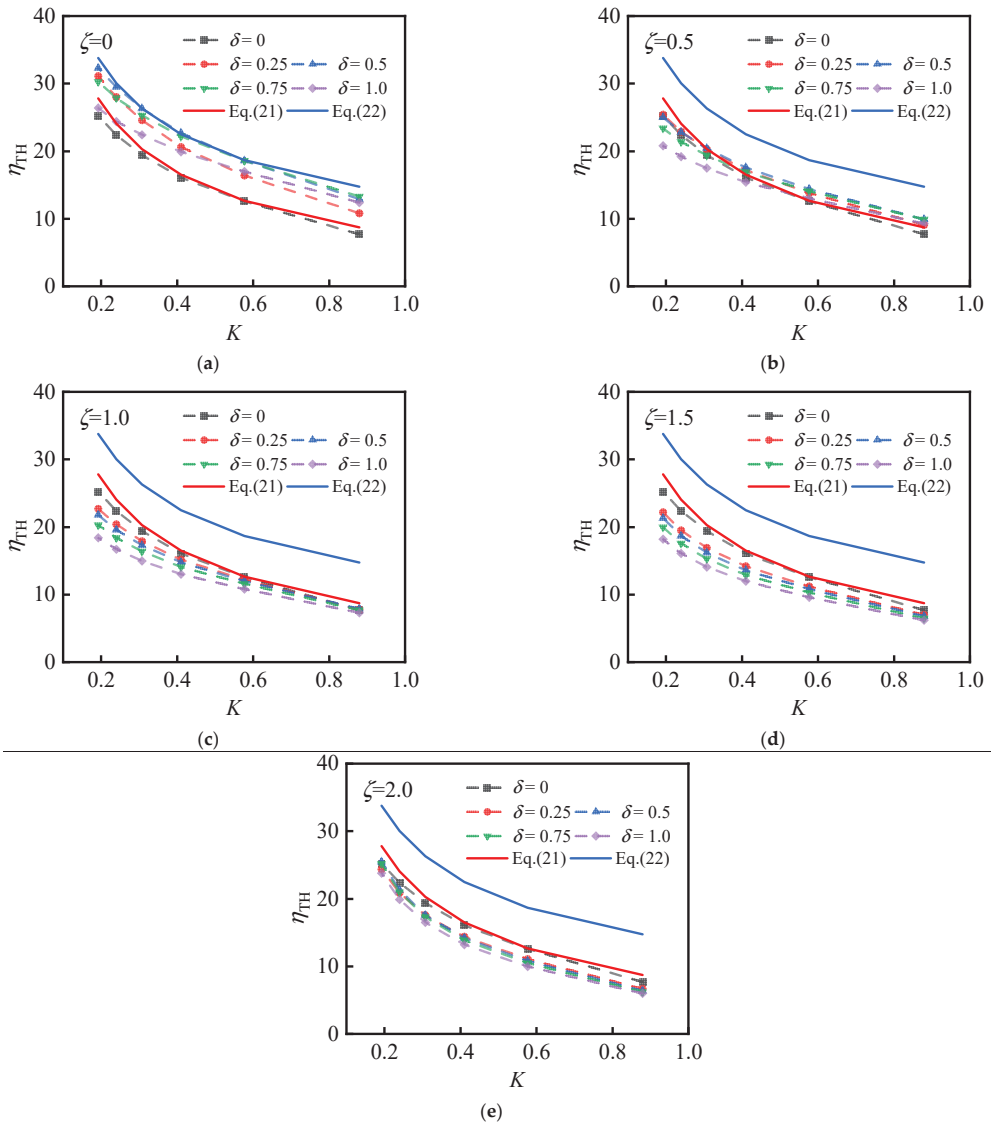 40
30
20
10
0
η_TH
ζ=0
δ = 0
δ = 0.25
δ = 0.5
δ = 0.75
δ = 1.0
Eq.(21)
Eq.(22)
0.2 0.4 0.6 0.8 1.0
K
(a)
40
30
20
10
0
η_TH
ζ=0.5
δ = 0
δ = 0.25
δ = 0.5
δ = 0.75
δ = 1.0
Eq.(21)
Eq.(22)
0.2 0.4 0.6 0.8 1.0
K
(b)
40
30
20
10
0
η_TH
ζ=1.0
δ = 0
δ = 0.25
δ = 0.5
δ = 0.75
δ = 1.0
Eq.(21)
Eq.(22)
0.2 0.4 0.6 0.8 1.0
K
(c)
40
30
20
10
0
η_TH
ζ=1.5
δ = 0
δ = 0.25
δ = 0.5
δ = 0.75
δ = 1.0
Eq.(21)
Eq.(22)
0.2 0.4 0.6 0.8 1.0
K
(d)
40
30
20
10
0
η_TH
ζ=2.0
δ = 0
δ = 0.25
δ = 0.5
δ = 0.75
δ = 1.0
Eq.(21)
Eq.(22)
0.2 0.4 0.6 0.8 1.0
K
(e)